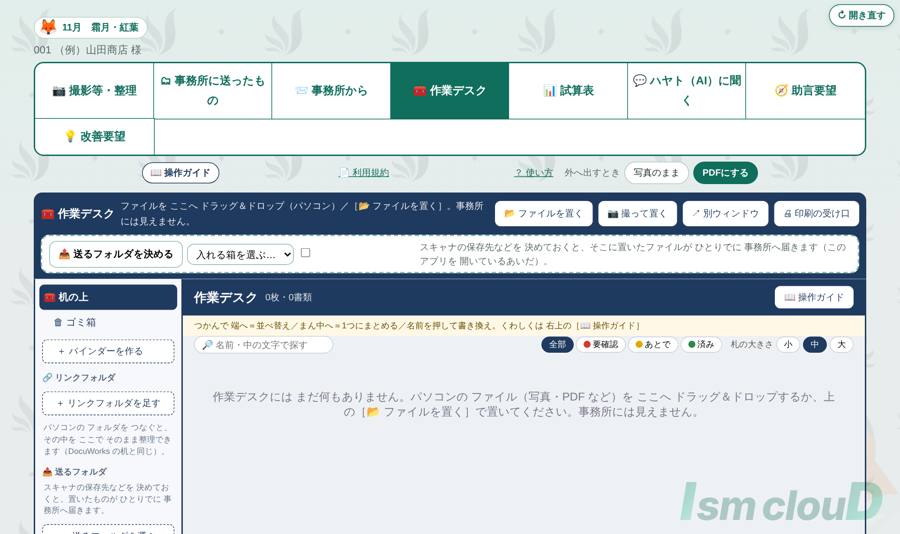 11月 霜月・紅葉
↻ 開き直す
001 （例）山田商店 様
撮影等・整理
事務所に送ったも
の
事務所から
作業デスク
試算表
ハヤト（AI）に聞
く
助言要望
改善要望
操作ガイド
利用規約
？ 使い方
外へ出すとき
写真のまま
PDFにする
作業デスク
ファイルを ここへ ドラッグ＆ドロップ（パソコン）／［📂 ファイルを置く］。事務所
には見えません。
ファイルを置く
撮って置く
↗ 別ウィンドウ
印刷の受け口
送るフォルダを決める
入れる箱を選ぶ…
スキャナの保存先などを 決めておくと、そこに置いたファイルが ひとりでに 事務所へ届きます（この
アプリを 開いているあいだ）。
机の上
ゴミ箱
＋ バインダーを作る
リンクフォルダ
＋ リンクフォルダを足す
パソコンの フォルダを つなぐと、
その中を ここで そのまま整理でき
ます（DocuWorks の机と同じ）。
送るフォルダ
スキャナの保存先などを 決めてお
くと、置いたものが ひとりでに 事
務所へ届きます。
作業デスク
0枚・0書類
操作ガイド
つかんで 端へ＝並べ替え／まん中へ＝1つにまとめる／名前を押して書き換え。くわしくは 右上の［📖 操作ガイド］
名前・中の文字で探す
全部
要確認
あとで
済み
札の大きさ
小
中
大
作業デスクには まだ何もありません。パソコンの ファイル（写真・PDF など）を ここへ ドラッグ＆ドロップするか、上
の［📂 ファイルを置く］で置いてください。事務所には見えません。
Ism clouD